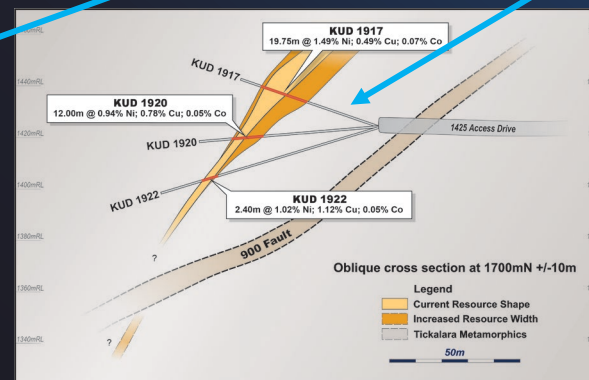 KUD 1917
19.75m @ 1.49% Ni; 0.49% Cu; 0.07% Co
KUD 1917
1440mRL
KUD 1920
12.00m @ 0.94% Ni; 0.78% Cu; 0.05% Co
1425 Access Drive
1420mRL
KUD 1920
1400mRL
KUD 1922
KUD 1922
2.40m @ 1.02% Ni; 1.12% Cu; 0.05% Co
1380mRL
900 Fault
?
Oblique cross section at 1700mN +/-10m
1360mRL
Legend
Current Resource Shape
Increased Resource Width
Tickalara Metamorphics
1340mRL
?
50m